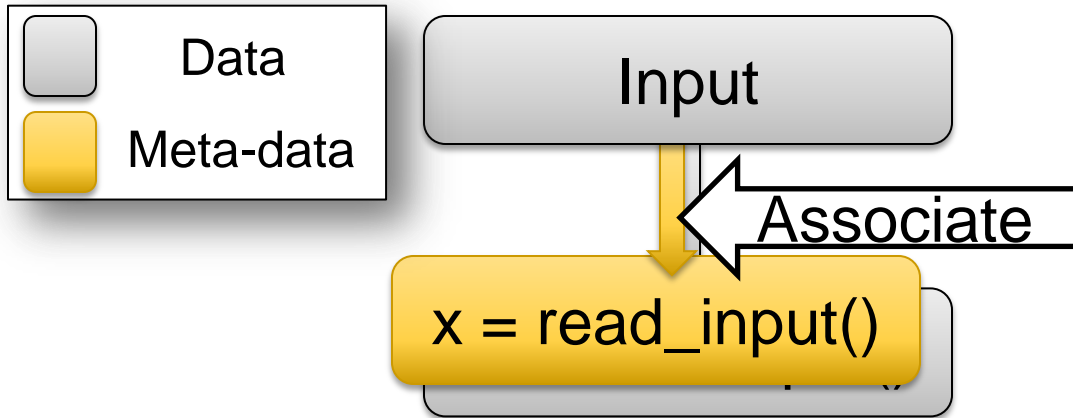 Data
Meta-data
Input
Associate
x = read_input()